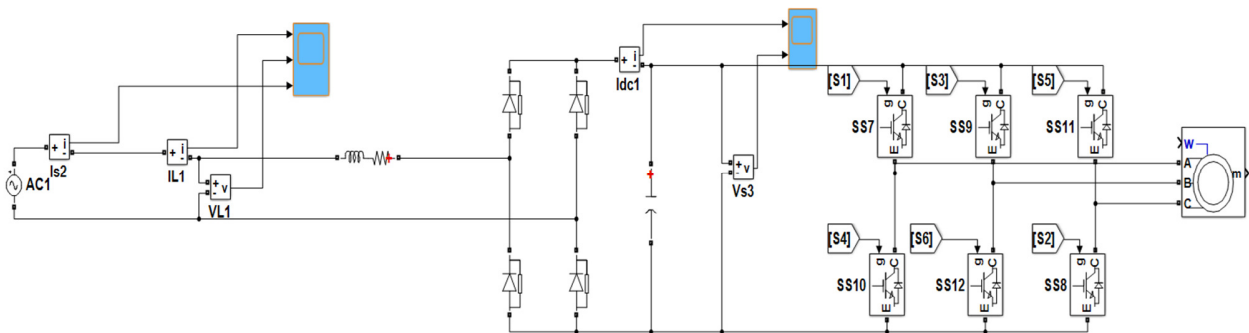 AC1
i
Is2
i
IL1
v
VL1
i
Idc1
v
Vs3
[S1]
[S3]
[S5]
g
C
E
SS7
g
C
E
SS9
g
C
E
SS11
W
A
B
C
m
[S4]
[S6]
[S2]
g
C
E
SS10
g
C
E
SS12
g
C
E
SS8